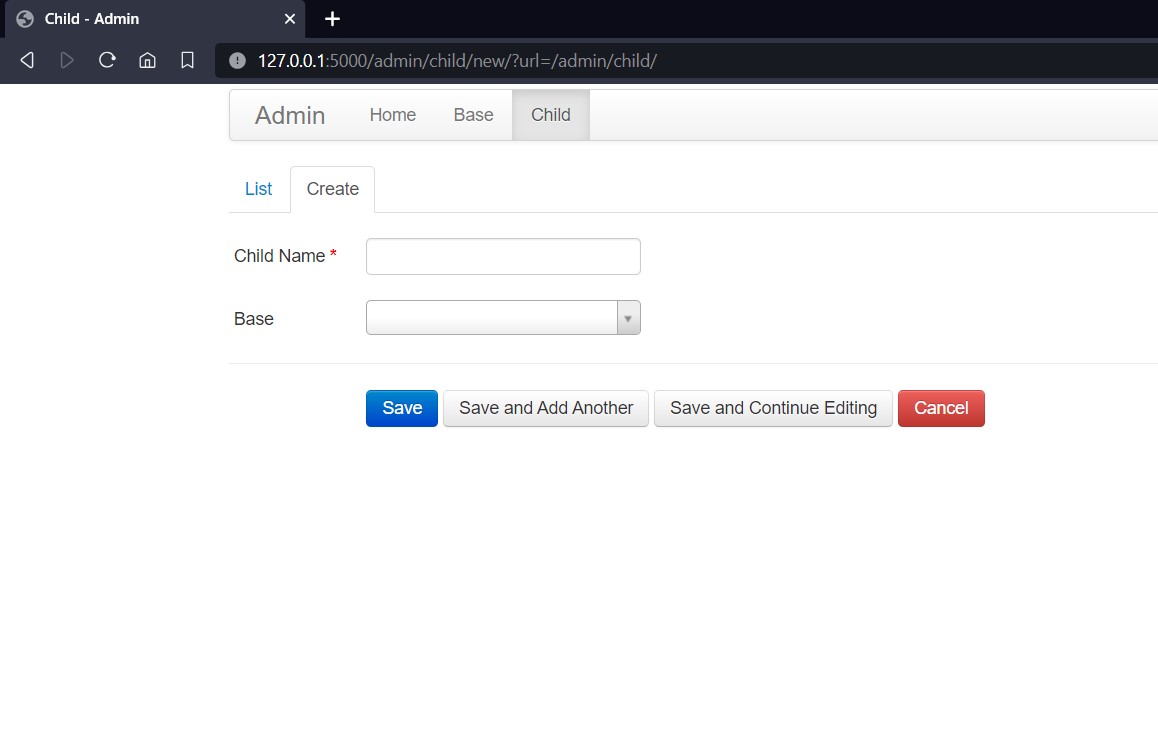 Child - Admin
127.0.0.1:5000/admin/child/new/?url=/admin/child/
Admin Home Base Child
List Create
Child Name *
Base
Save Save and Add Another Save and Continue Editing Cancel